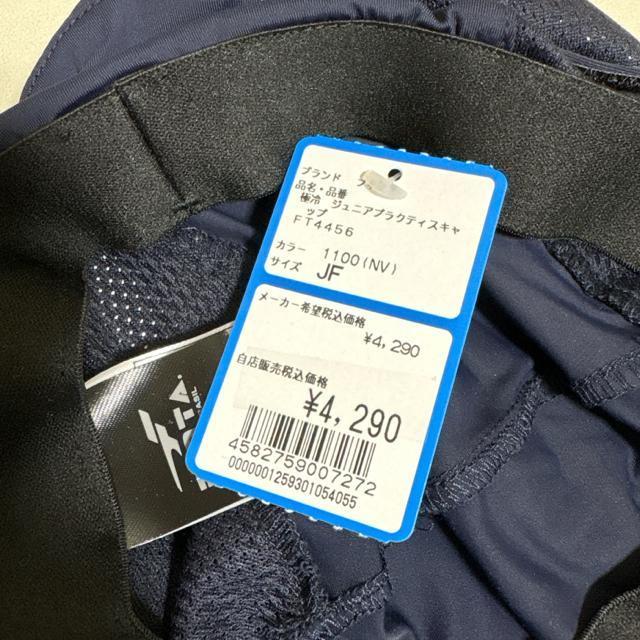 ブランド フ
品名・品番
極冷 ジュニアプラクティスキャ
ップ
FT4456
カラー 1100(NV)
サイズ JF
メーカー希望税込価格
¥4,290
自店販売税込価格
¥4,290
4582759007272
0000001259301054055